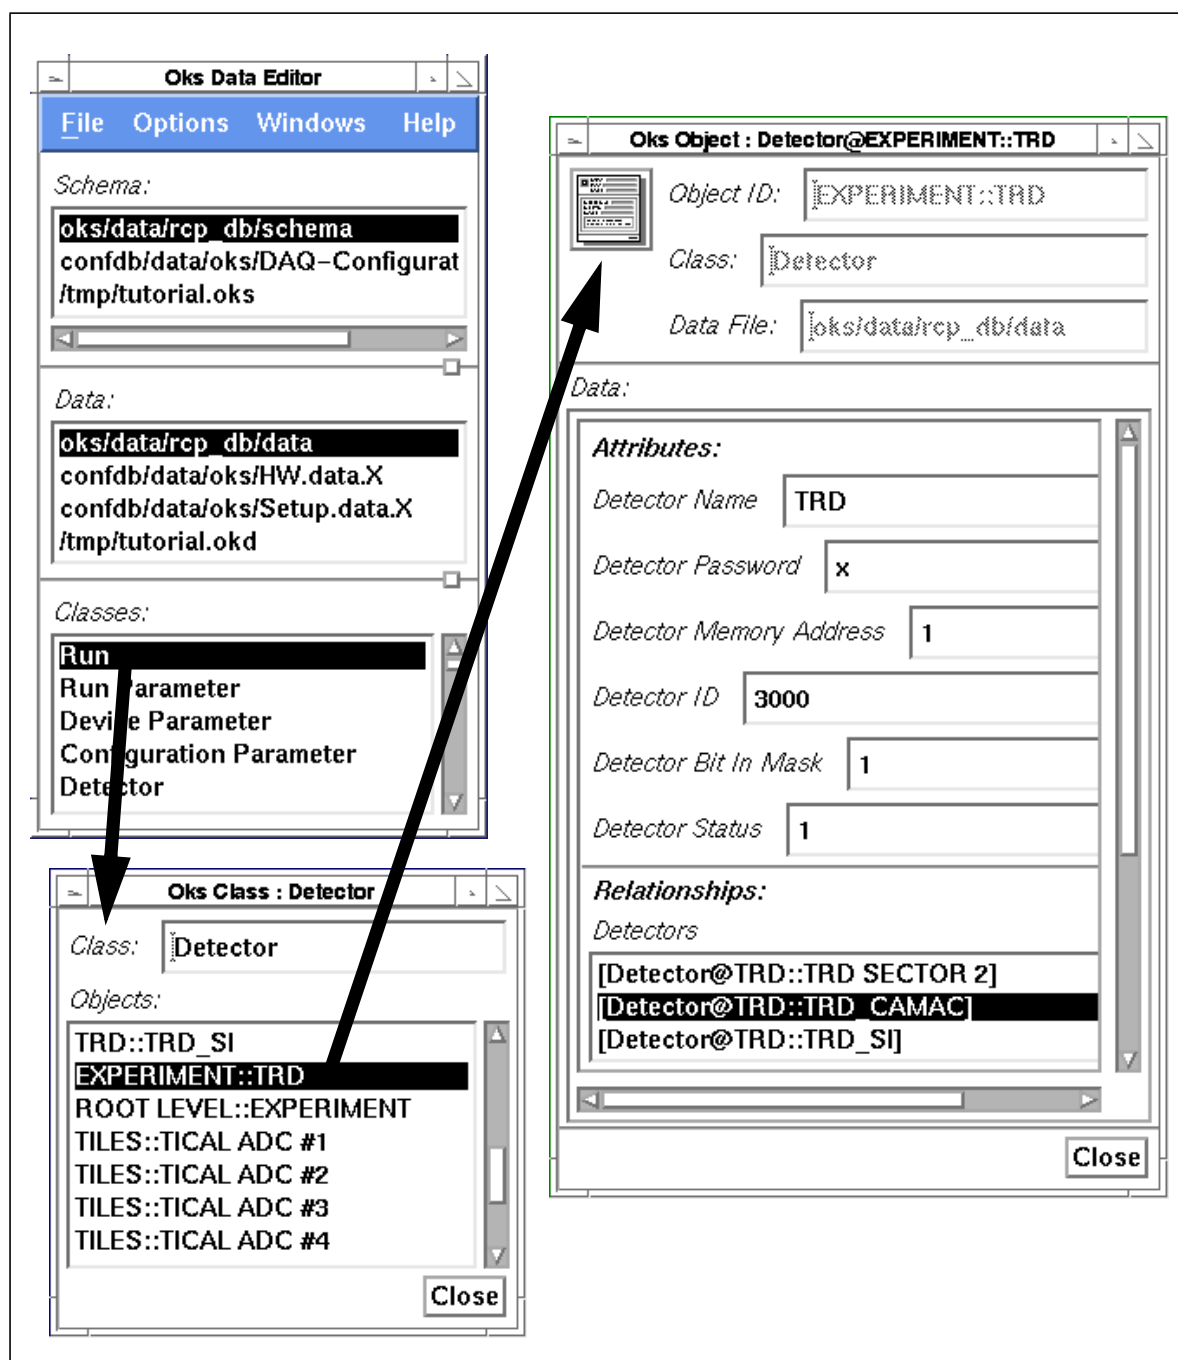 Oks Data Editor
File Options Windows Help
Schema:
oks/data/rcp_db/schema
confdb/data/oks/DAQ-Configurat
/tmp/tutorial.oks
Data:
oks/data/rcp_db/data
confdb/data/oks/HW.data.X
confdb/data/oks/Setup.data.X
/tmp/tutorial.okd
Classes:
Run
Run Parameter
Device Parameter
Configuration Parameter
Detector
Oks Class : Detector
Class: Detector
Objects:
TRD::TRD_SI
EXPERIMENT::TRD
ROOT LEVEL::EXPERIMENT
TILES::TICAL ADC #1
TILES::TICAL ADC #2
TILES::TICAL ADC #3
TILES::TICAL ADC #4
Close
Oks Object : Detector@EXPERIMENT::TRD
Object ID: EXPERIMENT::TRD
Class: Detector
Data File: oks/data/rcp_db/data
Data:
Attributes:
Detector Name TRD
Detector Password x
Detector Memory Address 1
Detector ID 3000
Detector Bit In Mask 1
Detector Status 1
Relationships:
Detectors
[Detector@TRD::TRD SECTOR 2]
[Detector@TRD::TRD_CAMAC]
[Detector@TRD::TRD_SI]
Close